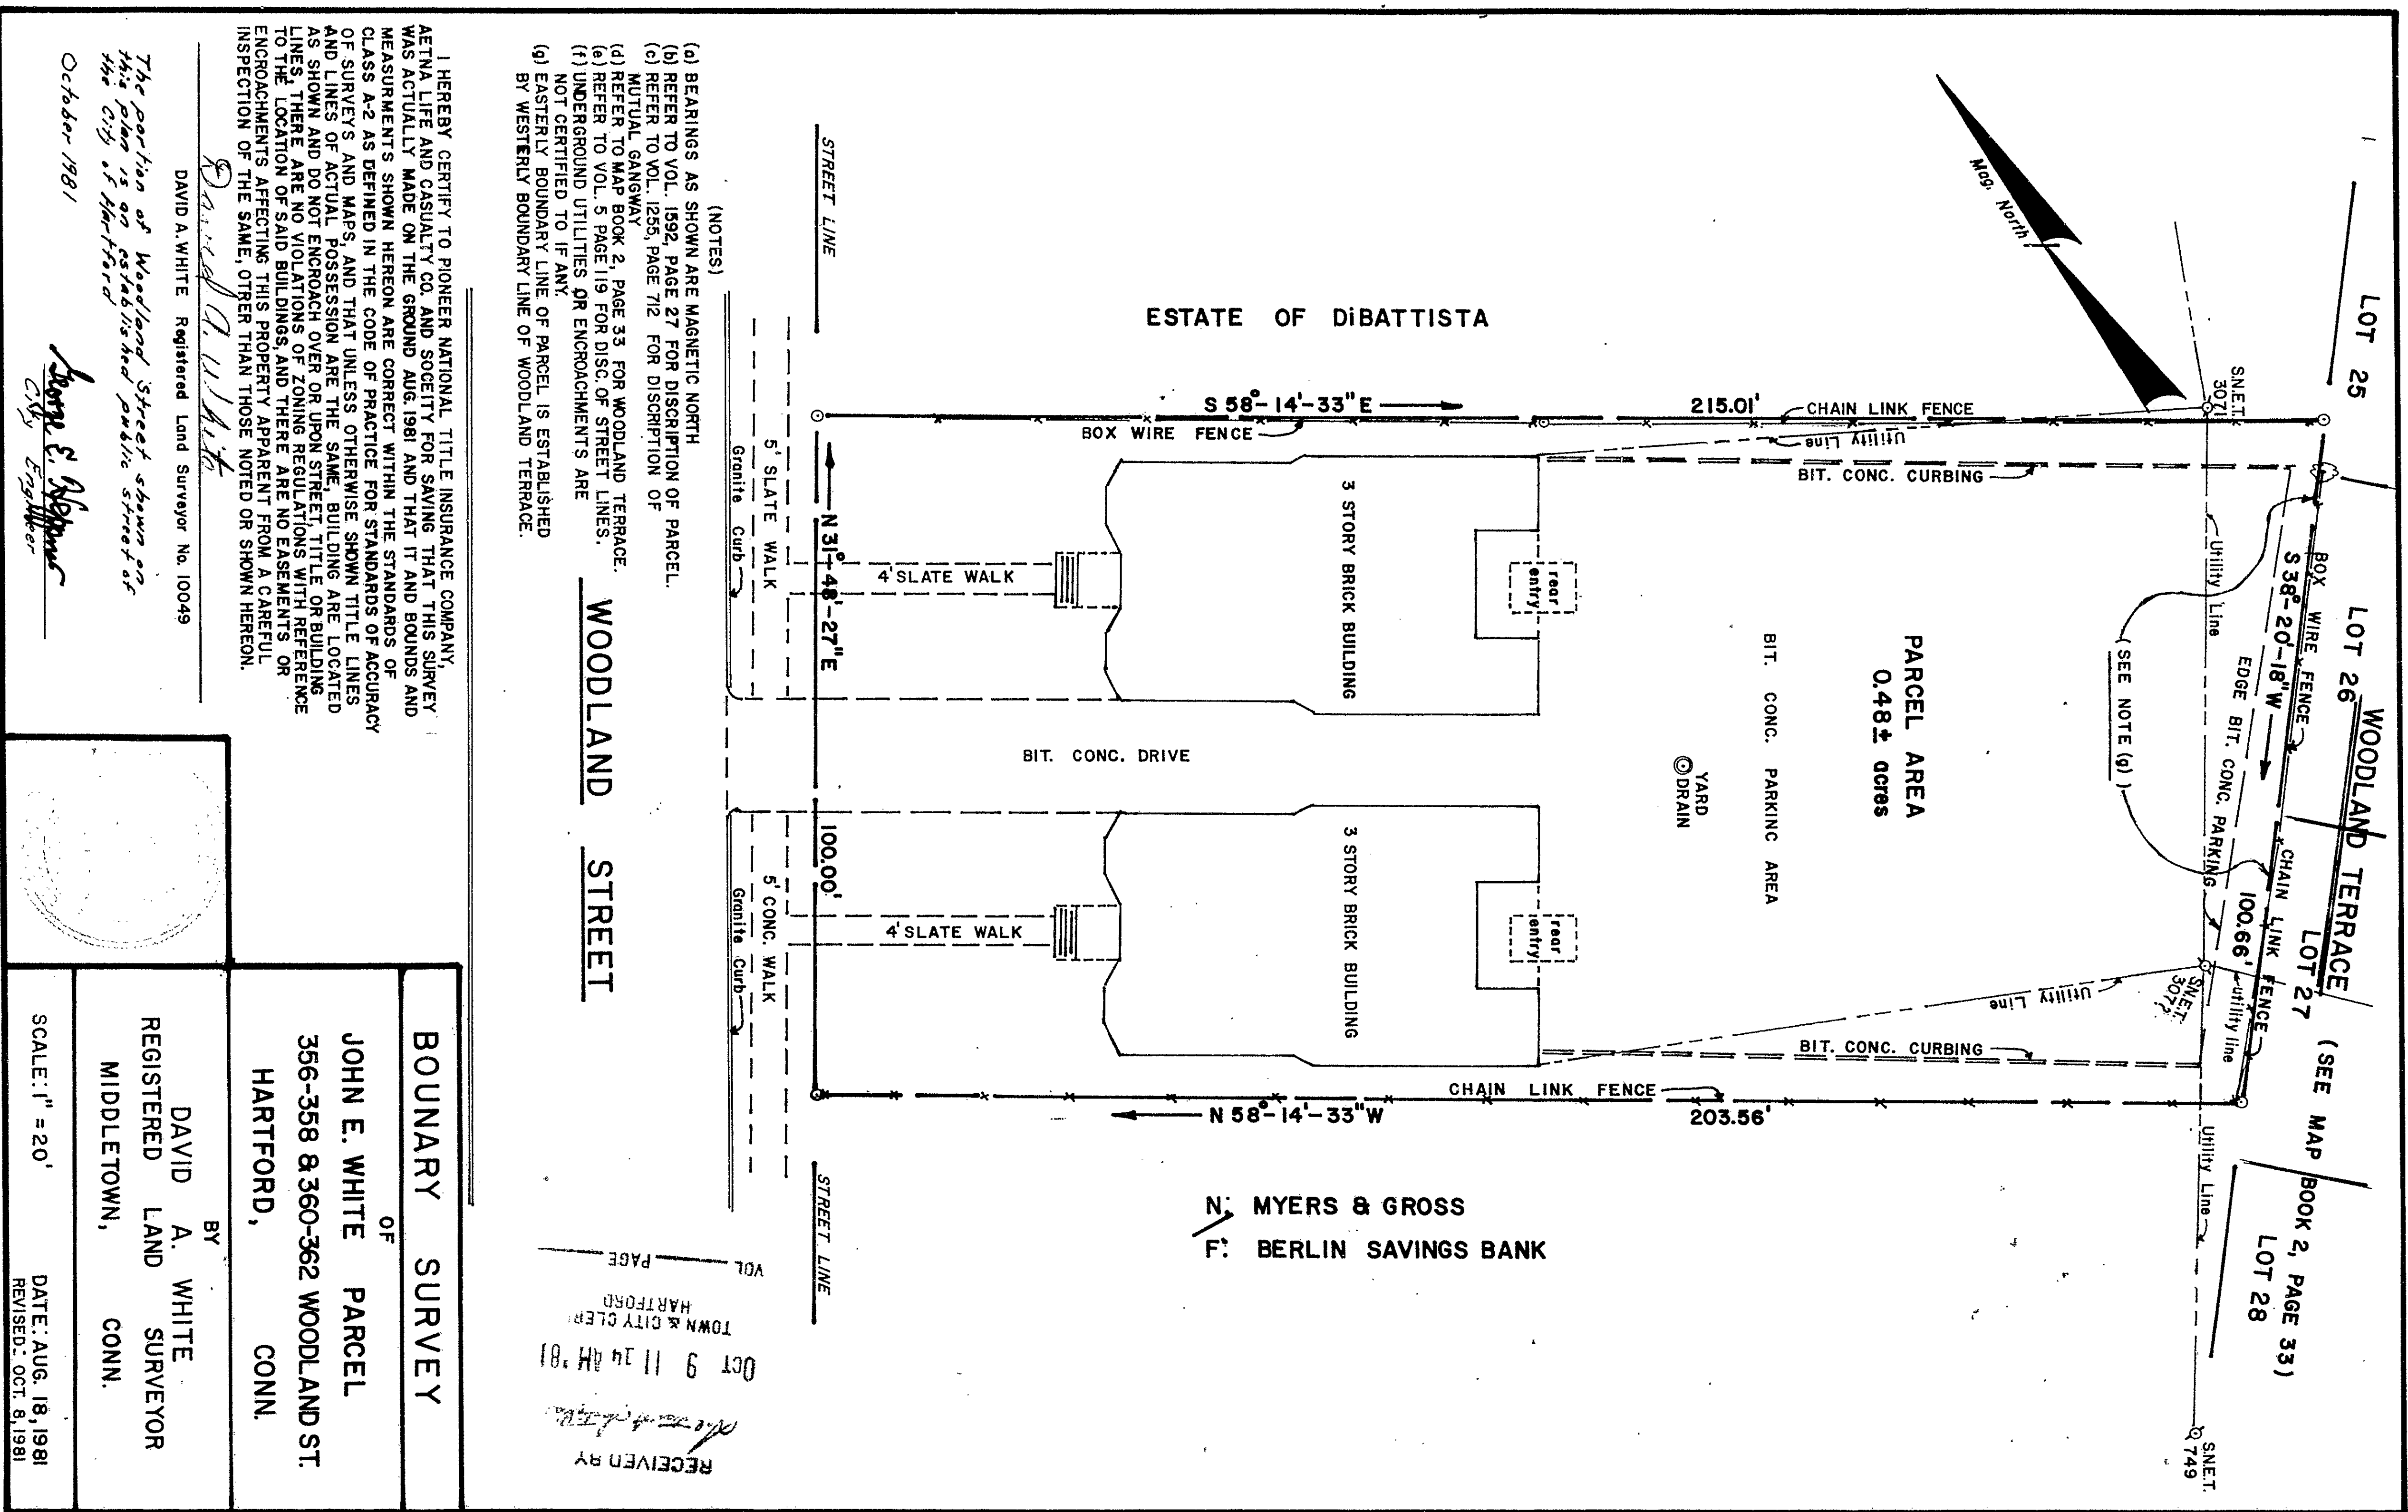 WOODLAND TERRACE (SEE MAP BOOK 2, PAGE 33)
LOT 25
LOT 26
LOT 27
LOT 28
Mag. North
S.N.E.T.
3071
BOX WIRE FENCE
S 38°-20'-18" W
100.66'
CHAIN LINK FENCE
EDGE BIT. CONC. PARKING
Utility Line
(SEE NOTE (g))
S.N.E.T.
3072
utility line
Utility Line
S.N.E.T.
749
ESTATE OF DiBATTISTA
S 58°-14'-33" E
215.01'
CHAIN LINK FENCE
BOX WIRE FENCE
Utility Line
BIT. CONC. CURBING
PARCEL AREA
0.48± acres
BIT. CONC. PARKING AREA
YARD
DRAIN
3 STORY BRICK BUILDING
rear
entry
3 STORY BRICK BUILDING
rear
entry
Utility Line
BIT. CONC. CURBING
CHAIN LINK FENCE
N 58°-14'-33" W
203.56'
N: MYERS & GROSS
F: BERLIN SAVINGS BANK
BIT. CONC. DRIVE
4' SLATE WALK
4' SLATE WALK
STREET LINE
N 31°-48'-27" E
100.00'
STREET LINE
5' SLATE WALK
Granite Curb
5' CONC. WALK
Granite Curb
WOODLAND STREET
(NOTES)
(a) BEARINGS AS SHOWN ARE MAGNETIC NORTH
(b) REFER TO VOL. 1592, PAGE 27 FOR DISCRIPTION OF PARCEL.
(c) REFER TO VOL. 1255, PAGE 712 FOR DISCRIPTION OF
MUTUAL GANGWAY
(d) REFER TO MAP BOOK 2, PAGE 33 FOR WOODLAND TERRACE.
(e) REFER TO VOL. 5 PAGE 119 FOR DISC. OF STREET LINES.
(f) UNDERGROUND UTILITIES OR ENCROACHMENTS ARE
NOT CERTIFIED TO IF ANY.
(g) EASTERLY BOUNDARY LINE OF PARCEL IS ESTABLISHED
BY WESTERLY BOUNDARY LINE OF WOODLAND TERRACE.
I HEREBY CERTIFY TO PIONEER NATIONAL TITLE INSURANCE COMPANY,
AETNA LIFE AND CASUALTY CO. AND SOCEITY FOR SAVING THAT THIS SURVEY
WAS ACTUALLY MADE ON THE GROUND AUG. 1981 AND THAT IT AND BOUNDS AND
MEASURMENTS SHOWN HEREON ARE CORRECT WITHIN THE STANDARDS OF
CLASS A-2 AS DEFINED IN THE CODE OF PRACTICE FOR STANDARDS OF ACCURACY
OF SURVEYS AND MAPS, AND THAT UNLESS OTHERWISE SHOWN TITLE LINES
AND LINES OF ACTUAL POSSESSION ARE THE SAME, BUILDING ARE LOCATED
AS SHOWN AND DO NOT ENCROACH OVER OR UPON STREET, TITLE OR BUILDING
LINES, THERE ARE NO VIOLATIONS OF ZONING REGULATIONS WITH REFERENCE
TO THE LOCATION OF SAID BUILDINGS, AND THERE ARE NO EASEMENTS OR
ENCROACHMENTS AFFECTING THIS PROPERTY APPARENT FROM A CAREFUL
INSPECTION OF THE SAME, OTHER THAN THOSE NOTED OR SHOWN HEREON.
David A. White
DAVID A. WHITE Registered Land Surveyor No. 10049
The portion of Woodland Street shown on
this plan is an established public street of
the City of Hartford
October 1981
George E.
City Engineer
VOL PAGE
HARTFORD
TOWN & CITY CLER
OCT 9 11 34 AM '81
RECEIVED BY
BOUNARY SURVEY
OF
JOHN E. WHITE PARCEL
356-358 & 360-362 WOODLAND ST.
HARTFORD, CONN.
BY
DAVID A. WHITE
REGISTERED LAND SURVEYOR
MIDDLETOWN, CONN.
SCALE: 1" = 20'
DATE: AUG. 18, 1981
REVISED: OCT. 8, 1981